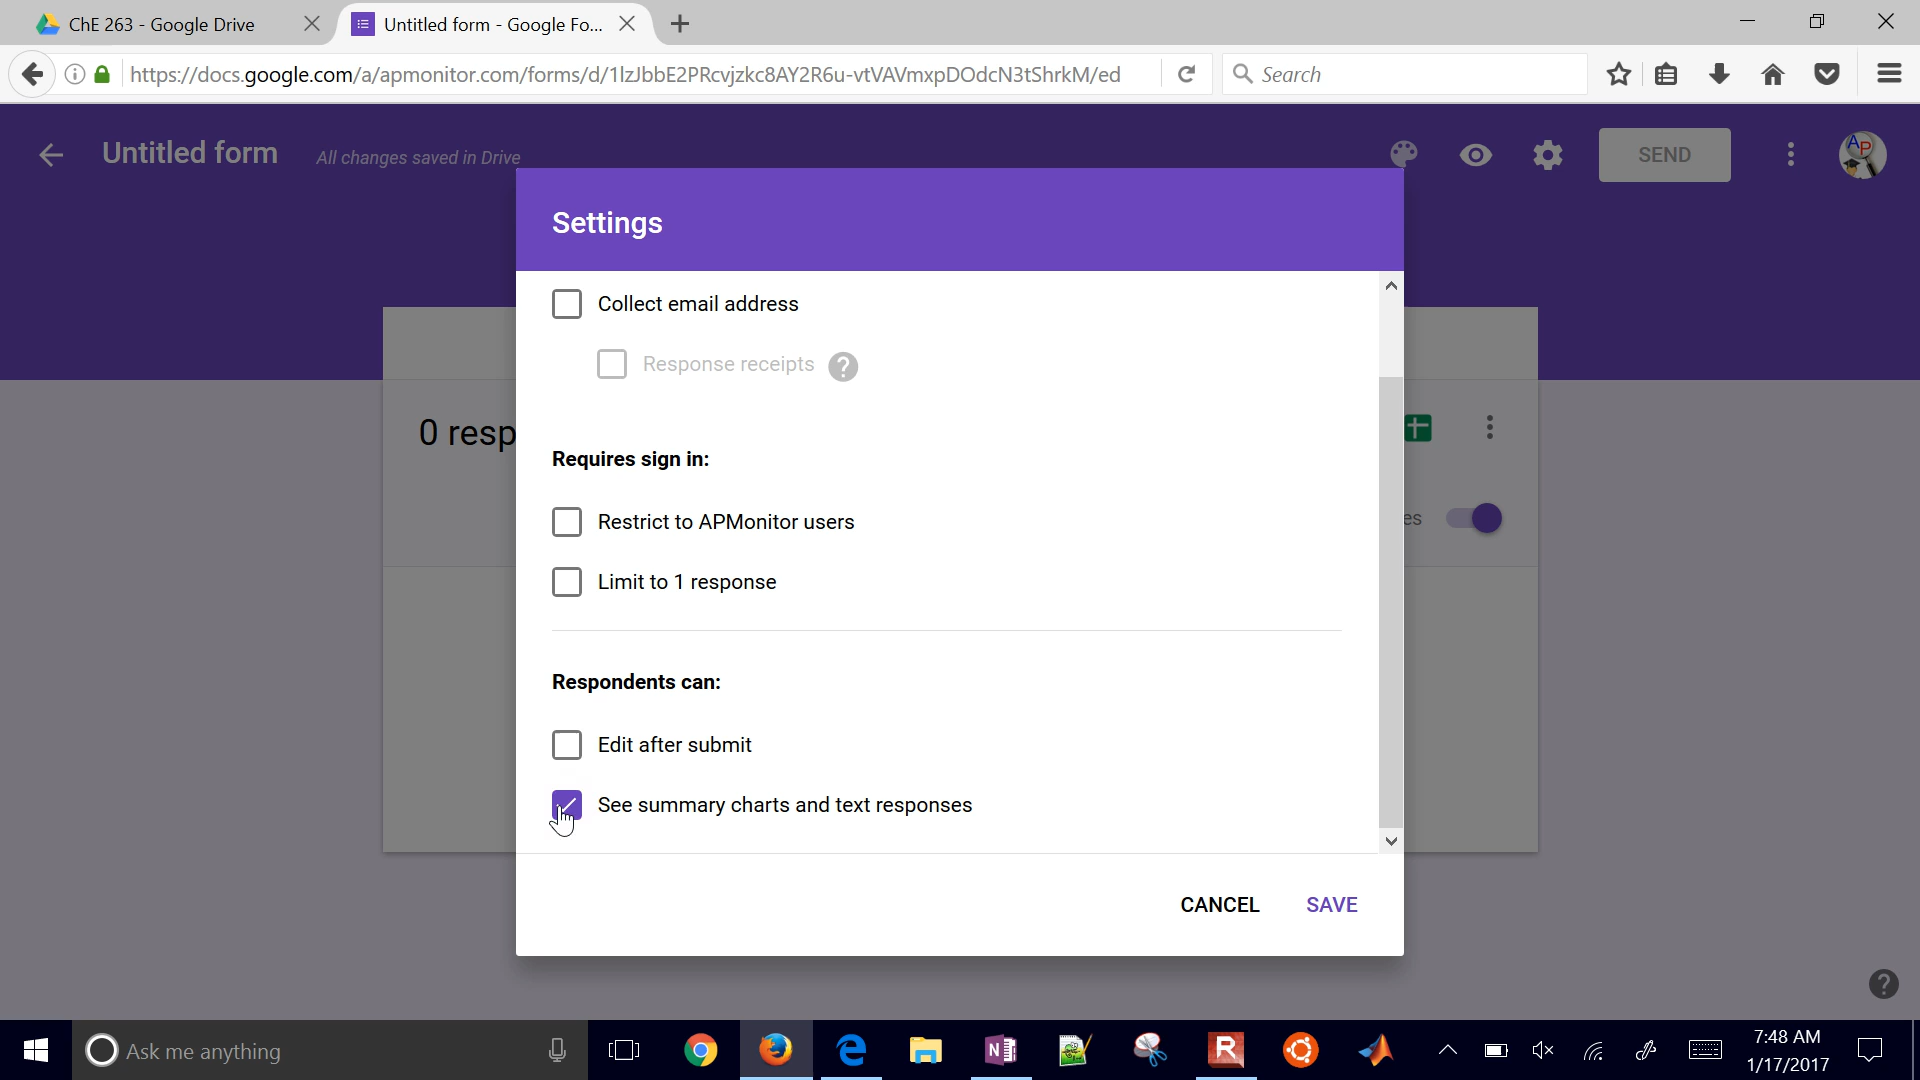 ChE 263 - Google Drive
Untitled form - Google Fo...
https://docs.google.com/a/apmonitor.com/forms/d/1lzJbbE2PRcvjzkc8AY2R6u-vtVAVmxpDOdcN3tShrkM/ed
Search
Untitled form
All changes saved in Drive
SEND
AP
Settings
Collect email address
Response receipts ?
0 resp
Requires sign in:
Restrict to APMonitor users
es
Limit to 1 response
Respondents can:
Edit after submit
See summary charts and text responses
CANCEL SAVE
?
Ask me anything
7:48 AM
1/17/2017